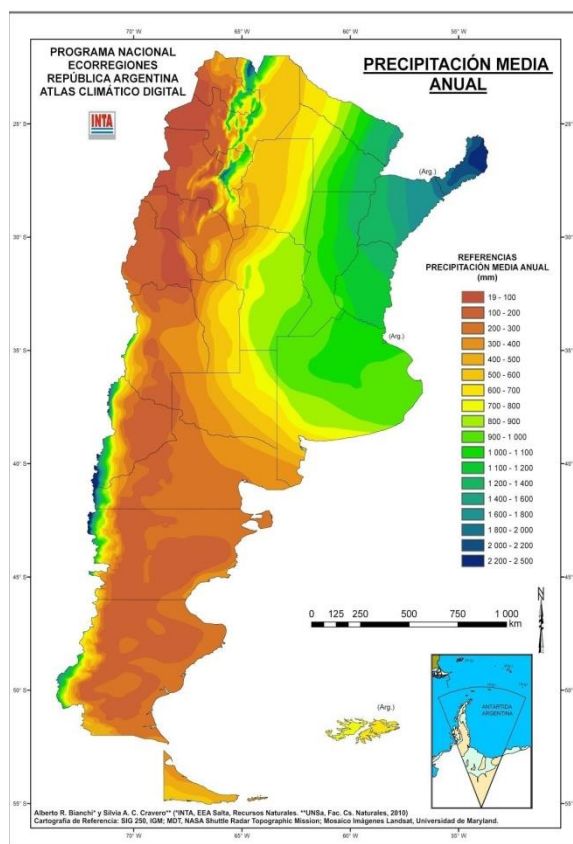 65° W
60° W
55° W
PROGRAMA NACIONAL
ECORREGIONES
REPÚBLICA ARGENTINA
ATLAS CLIMÁTICO DIGITAL
INTA
PRECIPITACIÓN MEDIA
ANUAL
25° S
(Arg.)
30° S
REFERENCIAS
PRECIPITACIÓN MEDIA ANUAL
(mm)
19 - 100
100 - 200
200 - 300
300 - 400
400 - 500
500 - 600
600 - 700
700 - 800
800 - 900
900 - 1 000
1 000 - 1 100
1 100 - 1 200
1 200 - 1 400
1 400 - 1 600
1 600 - 1 800
1 800 - 2 000
2 000 - 2 200
2 200 - 2 500
35° S
(Arg.)
40° S
45° S
N
0 125 250 500 750 1 000
km
50° S
(Arg.)
ANTARTIDA
ARGENTINA
55° S
Alberto R. Bianchi* y Silvia A. C. Cravero** (*INTA, EEA Salta, Recursos Naturales. **UNSa, Fac. Cs. Naturales, 2010)
Cartografía de Referencia: SIG 250, IGM; MDT, NASA Shuttle Radar Topographic Mission; Mosaico Imágenes Landsat, Universidad de Maryland.
70° W
65° W
60° W
55° W